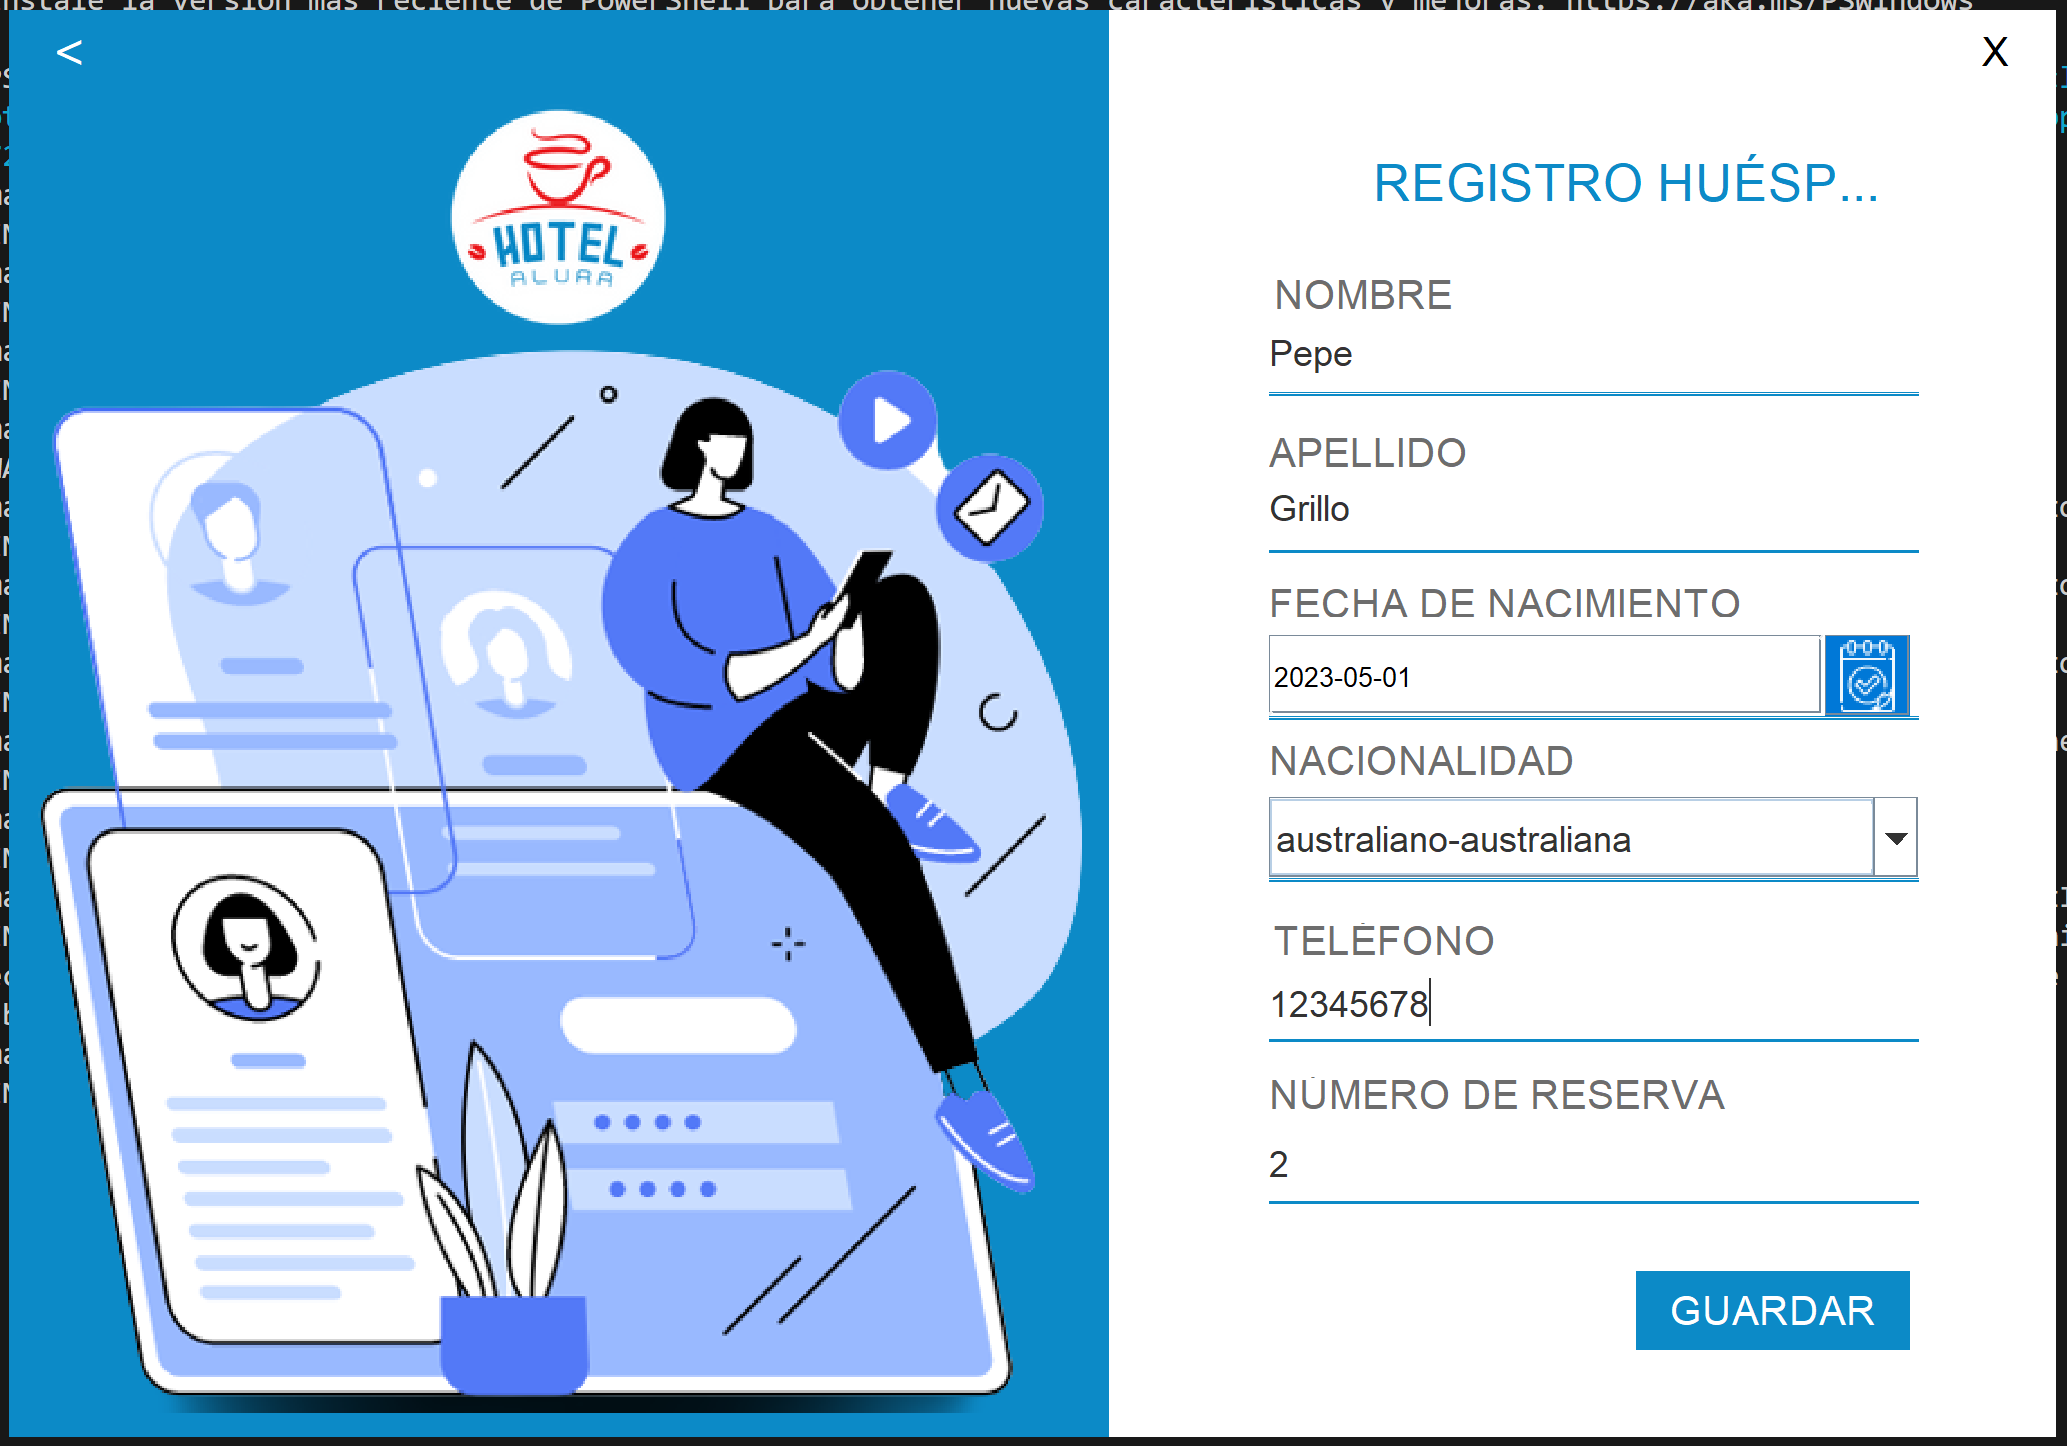 nstale la versión más reciente de PowerShell para obtener nuevas características y mejoras. https://aka.ms/PSWindows
<
X
HOTEL
ALURA
REGISTRO HUÉSP...
NOMBRE
Pepe
APELLIDO
Grillo
FECHA DE NACIMIENTO
2023-05-01
NACIONALIDAD
australiano-australiana
TELÉFONO
12345678
NÚMERO DE RESERVA
2
GUARDAR